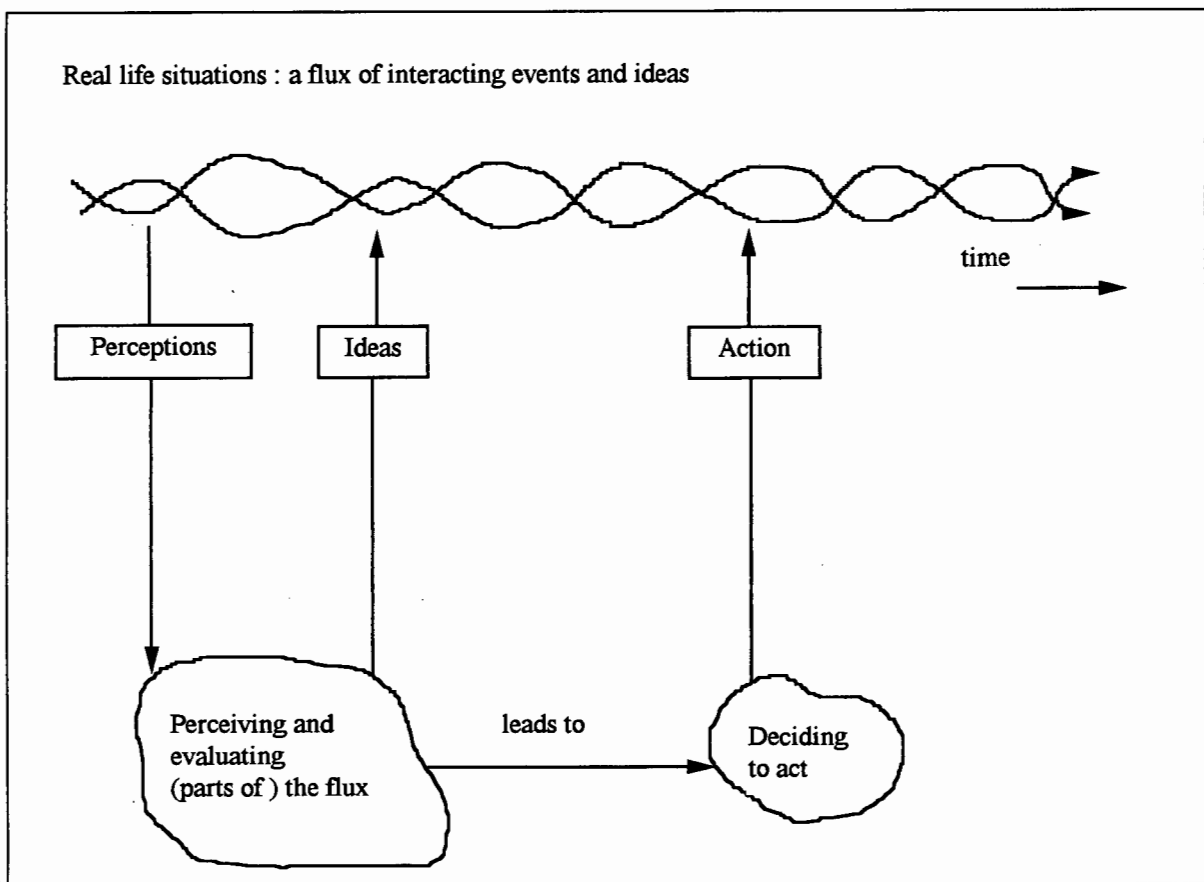 Real life situations : a flux of interacting events and ideas
time
Perceptions
Ideas
Action
Perceiving and
evaluating
(parts of ) the flux
leads to
Deciding
to act